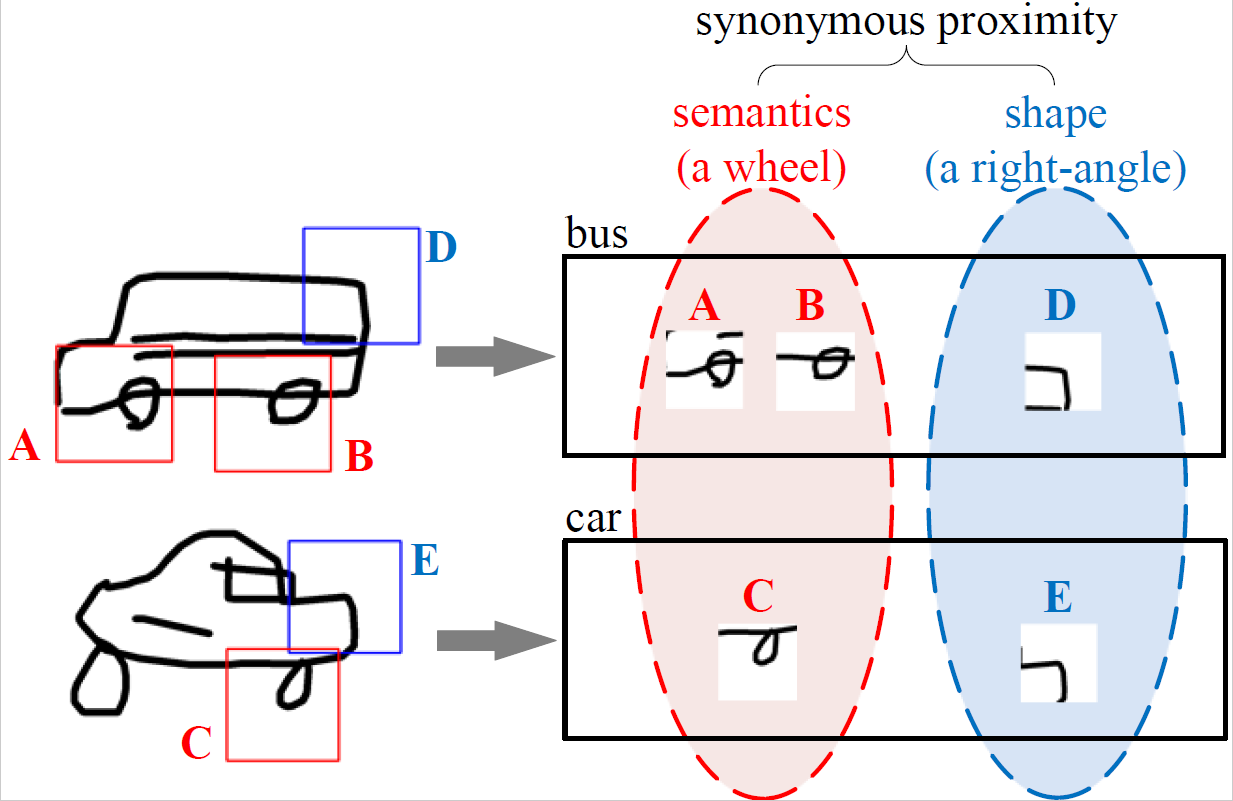 synonymous proximity
semantics
(a wheel)
shape
(a right-angle)
bus
D
A
B
A
B
D
car
E
C
C
E